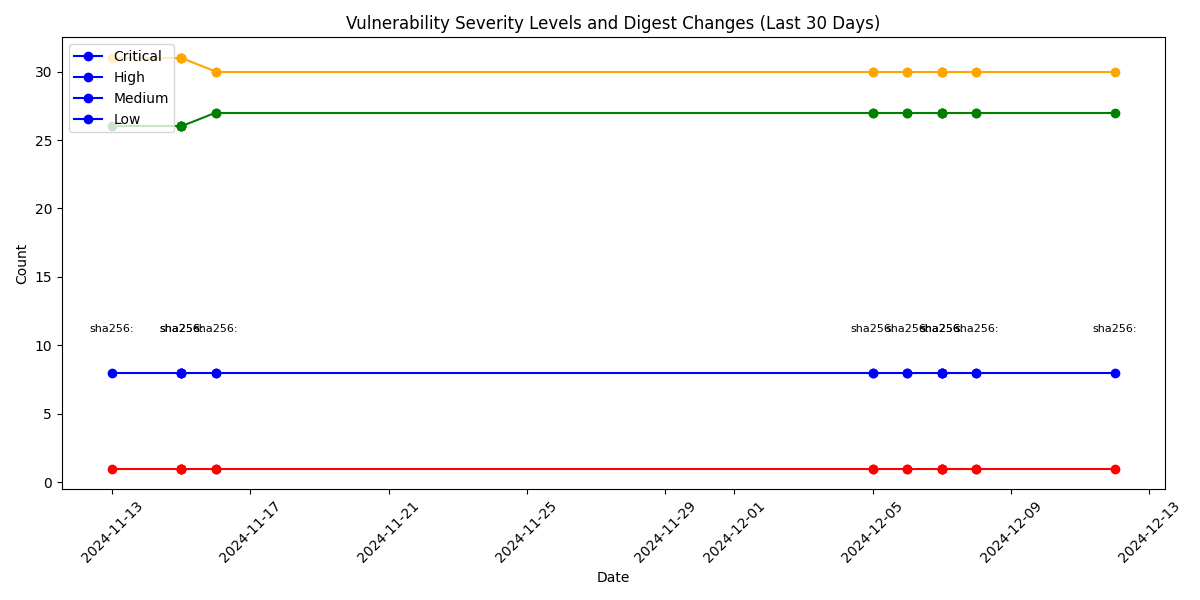 Vulnerability Severity Levels and Digest Changes (Last 30 Days)
Critical
High
Medium
Low
Count
30
25
20
15
10
5
0
sha256: sha256: sha256: sha256: sha256: sha256: sha256: sha256:
2024-11-13 2024-11-17 2024-11-21 2024-11-25 2024-11-29 2024-12-01 2024-12-05 2024-12-09 2024-12-13
Date